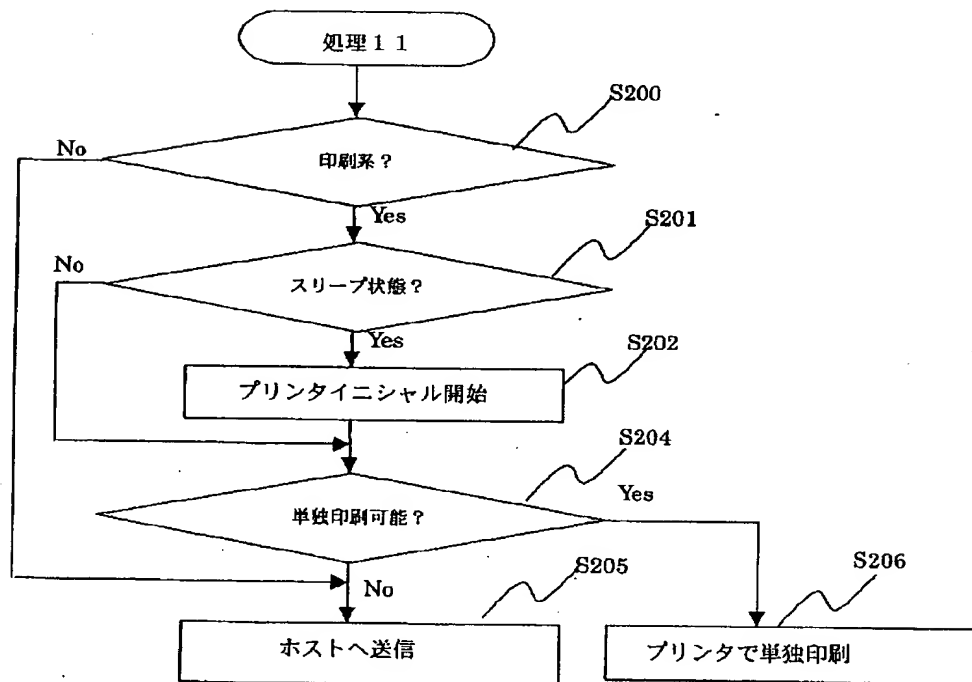 処理１１
S200
No
印刷系？
Yes
S201
No
スリープ状態？
Yes
S202
プリンタイニシャル開始
S204
Yes
単独印刷可能？
No
S205
S206
ホストへ送信
プリンタで単独印刷